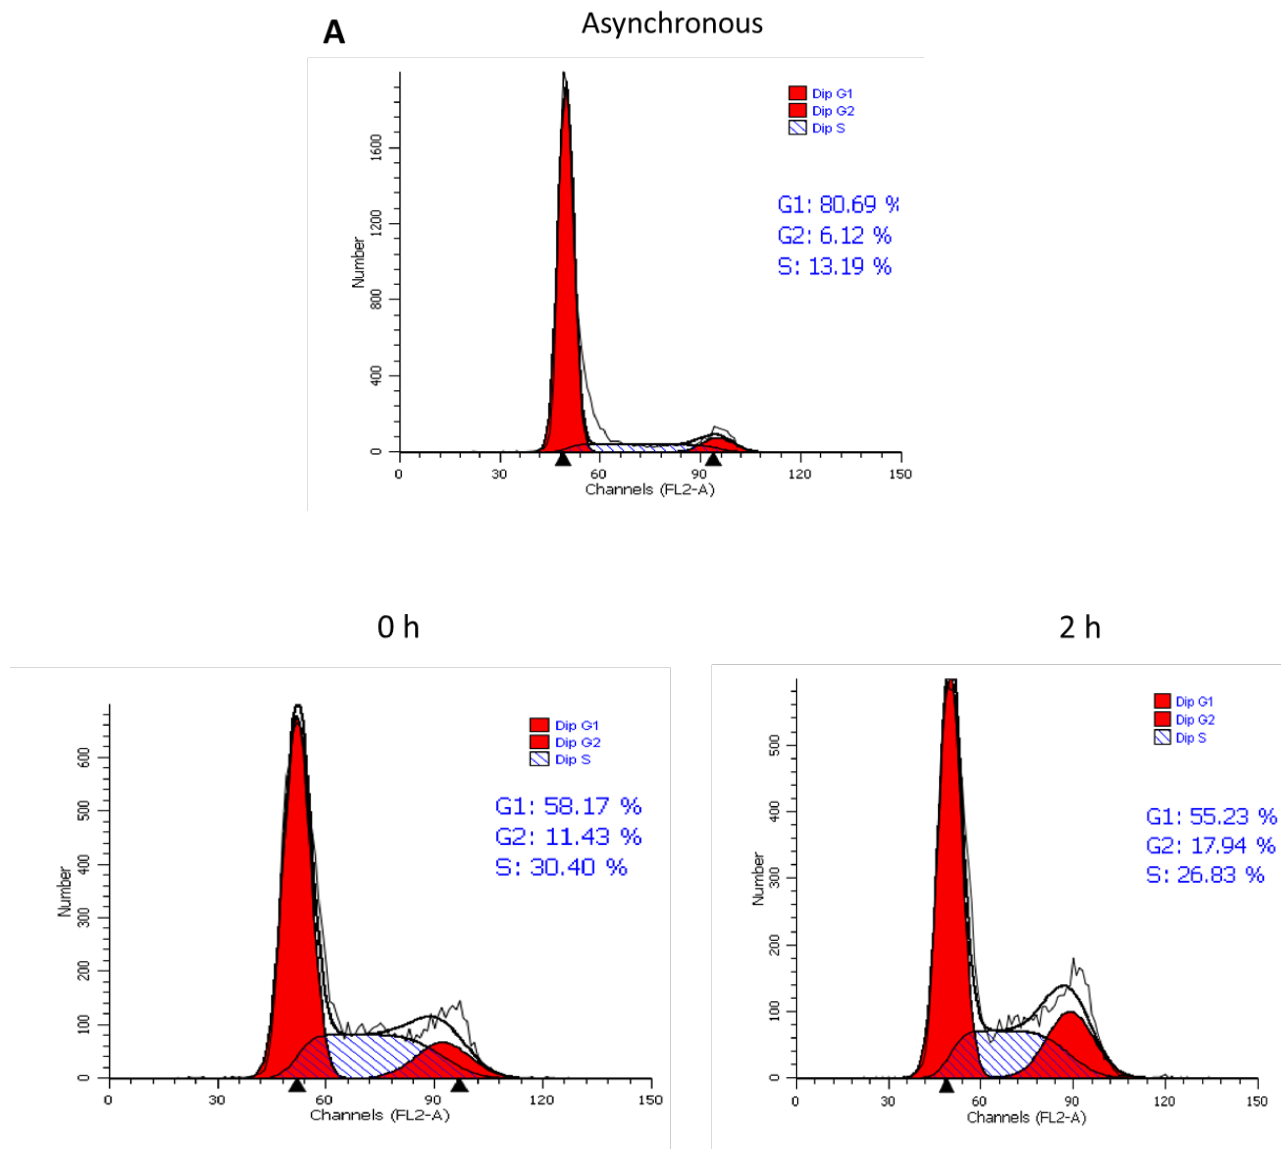 A
Asynchronous
Dip G1
Dip G2
Dip S
G1: 80.69 %
G2: 6.12 %
S: 13.19 %
Number
0
400
800
1200
1600
0 30 60 90 120 150
Channels (FL2-A)
0 h
Dip G1
Dip G2
Dip S
G1: 58.17 %
G2: 11.43 %
S: 30.40 %
Number
0
100
200
300
400
500
600
0 30 60 90 120 150
Channels (FL2-A)
2 h
Dip G1
Dip G2
Dip S
G1: 55.23 %
G2: 17.94 %
S: 26.83 %
Number
0
100
200
300
400
500
0 30 60 90 120 150
Channels (FL2-A)